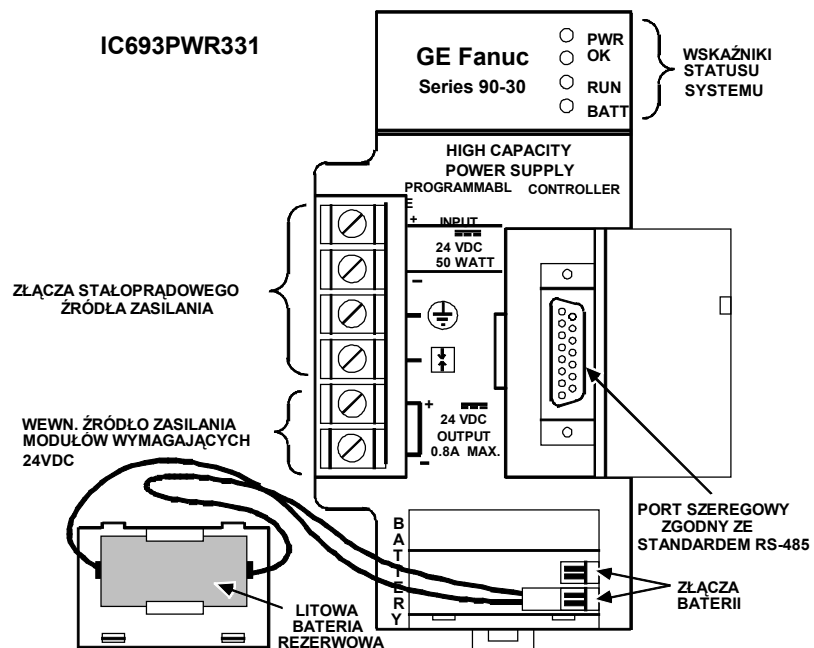 IC693PWR331
GE Fanuc
Series 90-30
PWR
OK
RUN
BATT
WSKAŹNIKI
STATUSU
SYSTEMU
HIGH CAPACITY
POWER SUPPLY
PROGRAMMABL CONTROLLER
E
+ INPUT
24 VDC
50 WATT
-
ZŁĄCZA STAŁOPRĄDOWEGO
ŹRÓDŁA ZASILANIA
WEWN. ŹRÓDŁO ZASILANIA
MODUŁÓW WYMAGAJĄCYCH
24VDC
+
24 VDC
OUTPUT
0.8A MAX.
-
PORT SZEREGOWY
ZGODNY ZE
STANDARDEM RS-485
BATTERY
ZŁĄCZA
BATERII
LITOWA
BATERIA
REZERWOWA